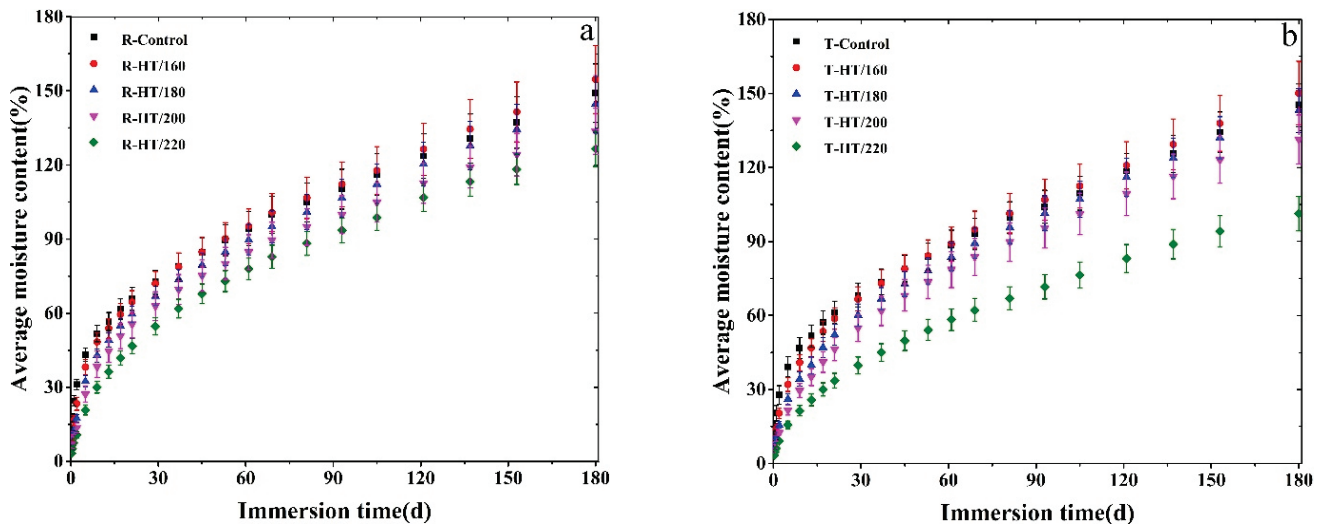 a
Average moisture content(%)
180
150
120
90
60
30
0
R-Control
R-HT/160
R-HT/180
R-HT/200
R-HT/220
0 30 60 90 120 150 180
Immersion time(d)
b
Average moisture content(%)
180
150
120
90
60
30
0
T-Control
T-HT/160
T-HT/180
T-HT/200
T-HT/220
0 30 60 90 120 150 180
Immersion time(d)